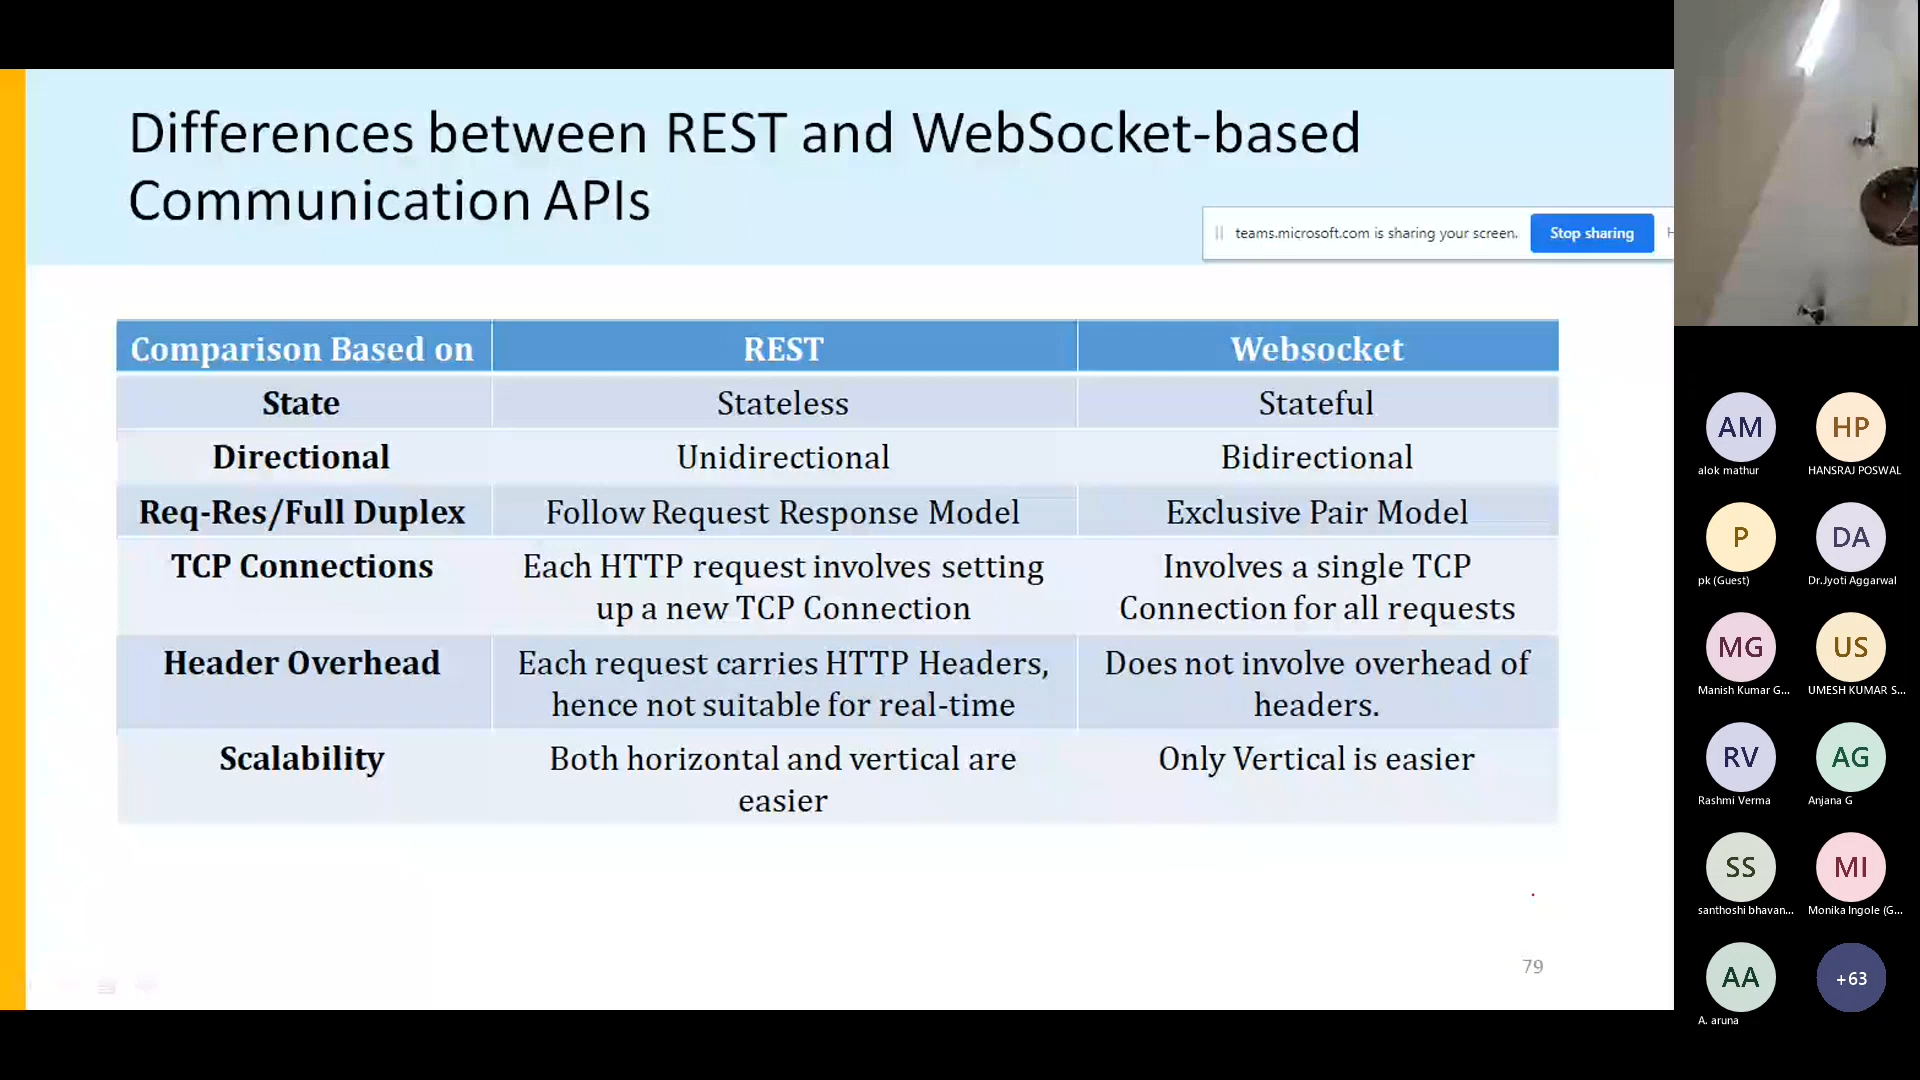 Differences between REST and WebSocket-based
Communication APIs
teams.microsoft.com is sharing your screen.
Stop sharing
Comparison Based on REST Websocket
State Stateless Stateful
Directional Unidirectional Bidirectional
Req-Res/Full Duplex Follow Request Response Model Exclusive Pair Model
TCP Connections Each HTTP request involves setting Involves a single TCP
up a new TCP Connection Connection for all requests
Header Overhead Each request carries HTTP Headers, Does not involve overhead of
hence not suitable for real-time headers.
Scalability Both horizontal and vertical are Only Vertical is easier
easier
79
AM HP
alok mathur HANSRAJ POSWAL
P DA
pk (Guest) Dr.Jyoti Aggarwal
MG US
Manish Kumar G... UMESH KUMAR S...
RV AG
Rashmi Verma Anjana G
SS MI
santhoshi bhavan... Monika Ingole (G...
AA +63
A. aruna